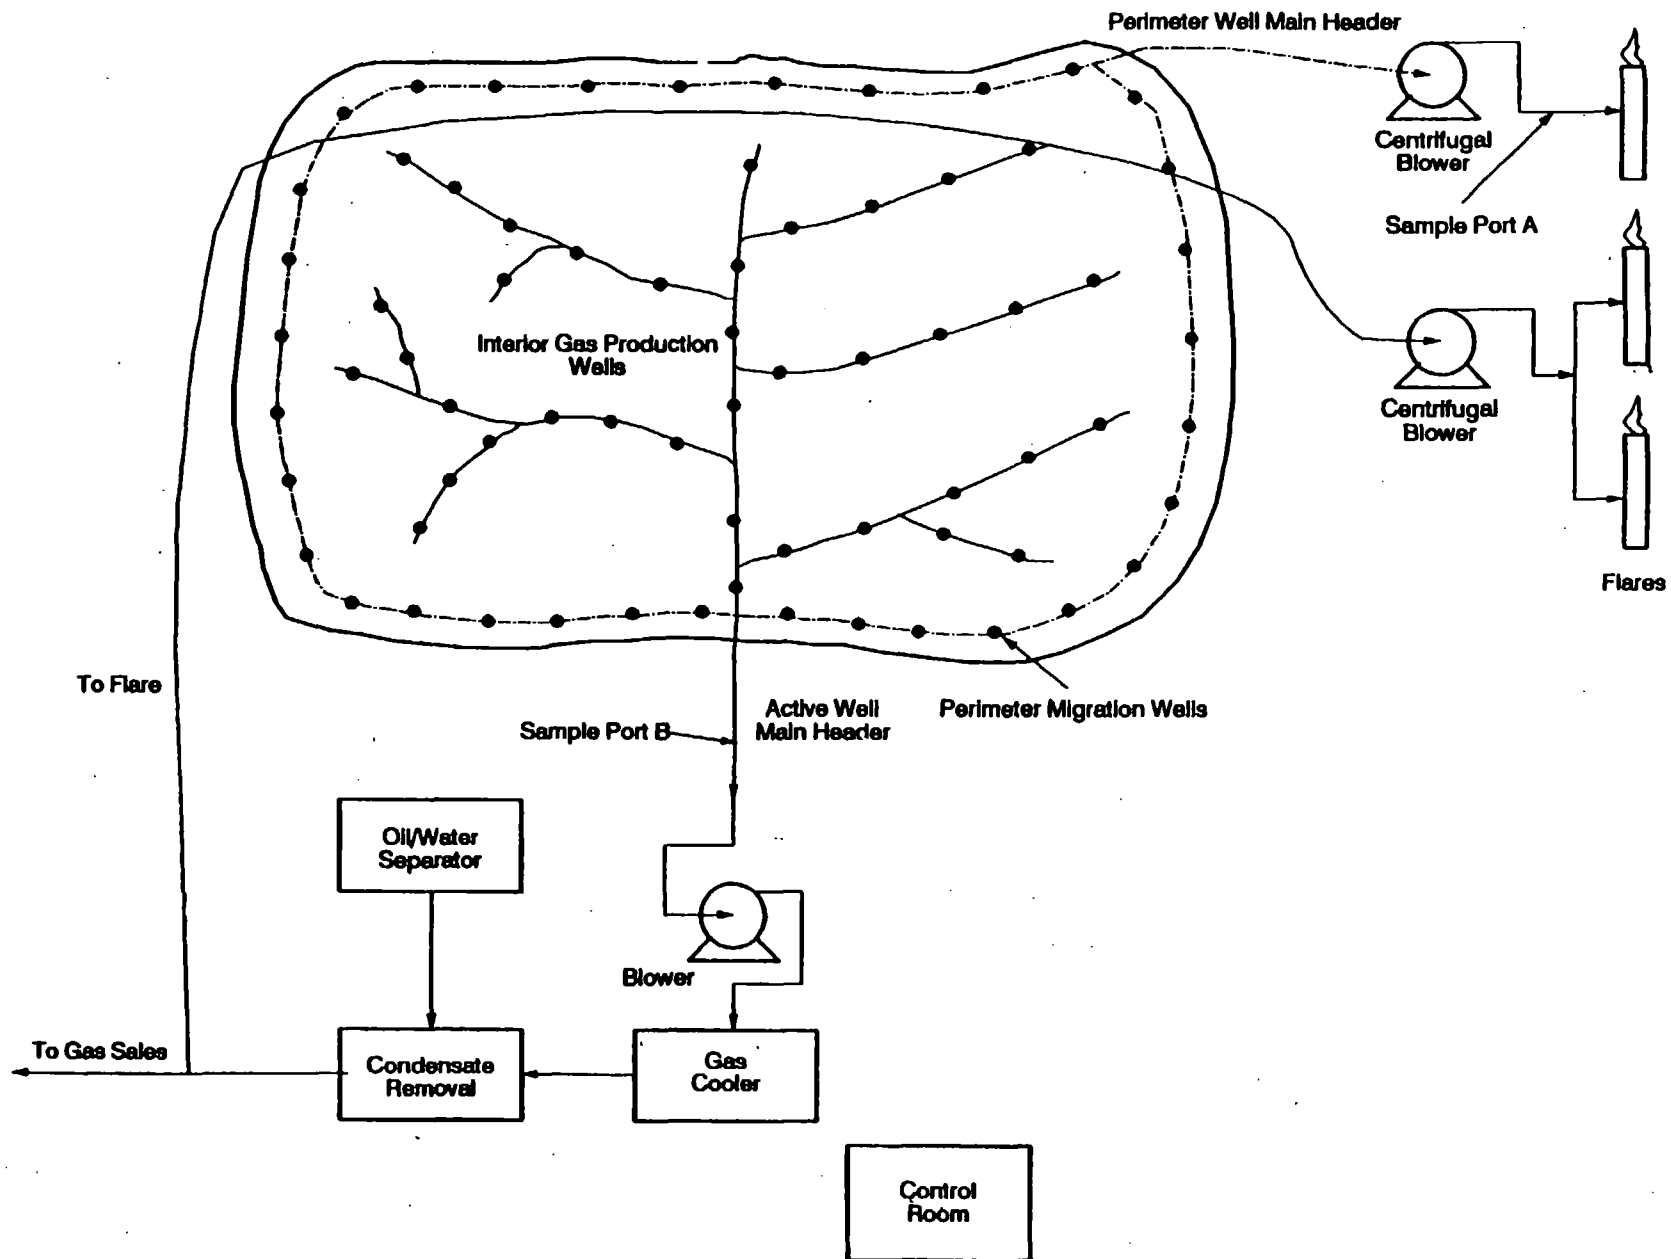 Perimeter Well Main Header
Centrifugal
Blower
Sample Port A
Interior Gas Production
Wells
Centrifugal
Blower
Flares
To Flare
Active Well
Main Header
Perimeter Migration Wells
Sample Port B
Oil/Water
Separator
Blower
To Gas Sales
Condensate
Removal
Gas
Cooler
Control
Room